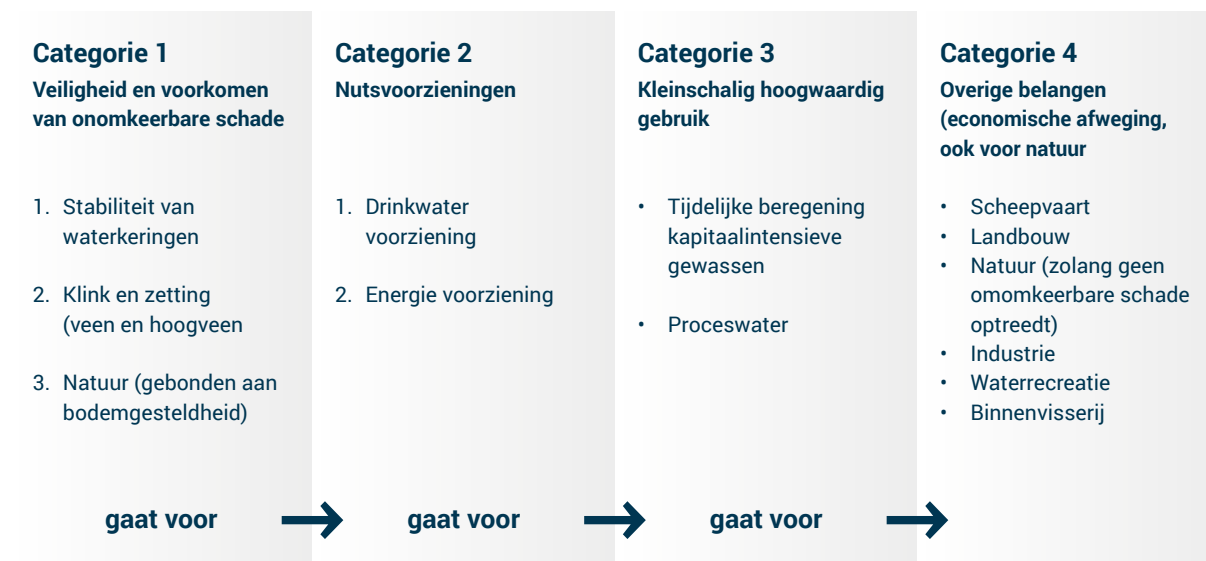 Categorie 1
Veiligheid en voorkomen
van onomkeerbare schade
1. Stabiliteit van
waterkeringen
2. Klink en zetting
(veen en hoogveen
3. Natuur (gebonden aan
bodemgesteldheid)
gaat voor
Categorie 2
Nutsvoorzieningen
1. Drinkwater
voorziening
2. Energie voorziening
gaat voor
Categorie 3
Kleinschalig hoogwaardig
gebruik
• Tijdelijke beregening
kapitaalintensieve
gewassen
• Proceswater
gaat voor
Categorie 4
Overige belangen
(economische afweging,
ook voor natuur
• Scheepvaart
• Landbouw
• Natuur (zolang geen
omomkeerbare schade
optreedt)
• Industrie
• Waterrecreatie
• Binnenvisserij